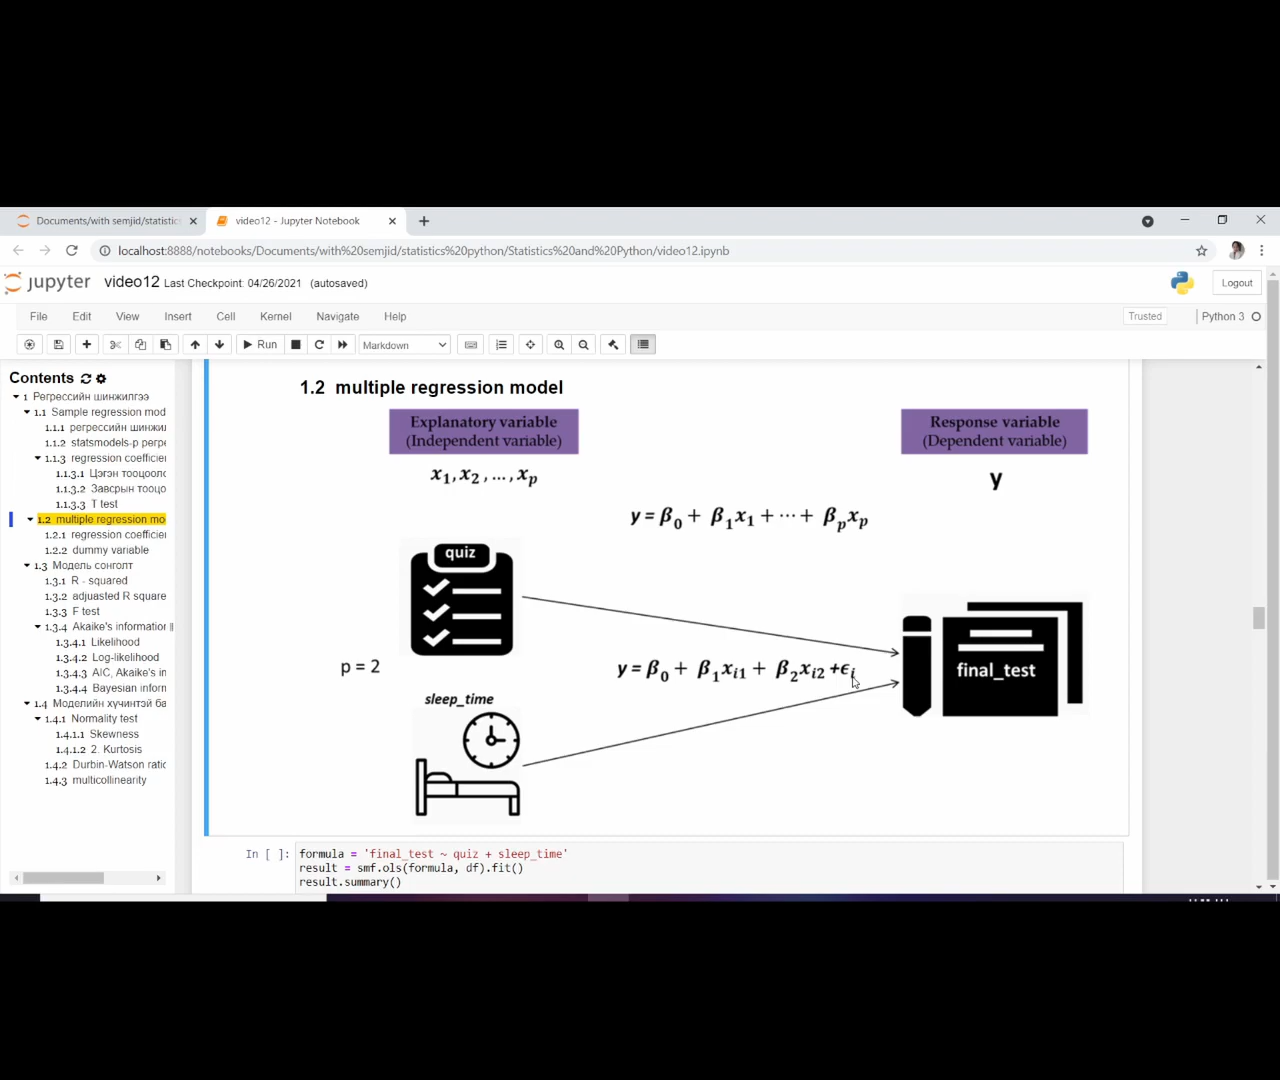 Documents/with semjid/statistic
video12 - Jupyter Notebook
localhost:8888/notebooks/Documents/with%20semjid/statistics%20python/Statistics%20and%20Python/video12.ipynb
Jupyter video12 Last Checkpoint: 04/26/2021 (autosaved)
Logout
File Edit View Insert Cell Kernel Navigate Help
Trusted
Python 3
Run
Markdown
Contents
1 Регрессийн шинжилгээ
1.1 Sample regression mod
1.1.1 регрессийн шинжи
1.1.2 statsmodels-р регр
1.1.3 regression coefficie
1.1.3.1 Цэгэн тооцоол
1.1.3.2 Завсрын тооцо
1.1.3.3 T test
1.2 multiple regression mo
1.2.1 regression coefficie
1.2.2 dummy variable
1.3 Модель сонголт
1.3.1 R - squared
1.3.2 adjuasted R square
1.3.3 F test
1.3.4 Akaike's information
1.3.4.1 Likelihood
1.3.4.2 Log-likelihood
1.3.4.3 AIC, Akaike's in
1.3.4.4 Bayesian inform
1.4 Моделийн хүчинтэй ба
1.4.1 Normality test
1.4.1.1 Skewness
1.4.1.2 2. Kurtosis
1.4.2 Durbin-Watson ratio
1.4.3 multicollinearity
1.2 multiple regression model
Explanatory variable
(Independent variable)
Response variable
(Dependent variable)
x₁, x₂, ..., xₚ
y
y = β₀ + β₁x₁ + ⋯ + βₚxₚ
quiz
p = 2
y = β₀ + β₁xᵢ₁ + β₂xᵢ₂ +ϵᵢ
final_test
sleep_time
In [ ]:
formula = 'final_test ~ quiz + sleep_time'
result = smf.ols(formula, df).fit()
result.summary()